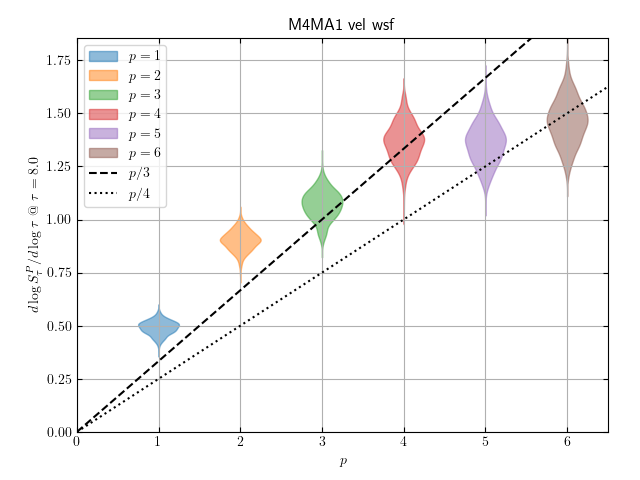 M4MA1 vel wsf
p = 1
p = 2
p = 3
p = 4
p = 5
p = 6
p/3
p/4
d log S_τ^P / d log τ @ τ = 8.0
1.75
1.50
1.25
1.00
0.75
0.50
0.25
0.00
0 1 2 3 4 5 6
p